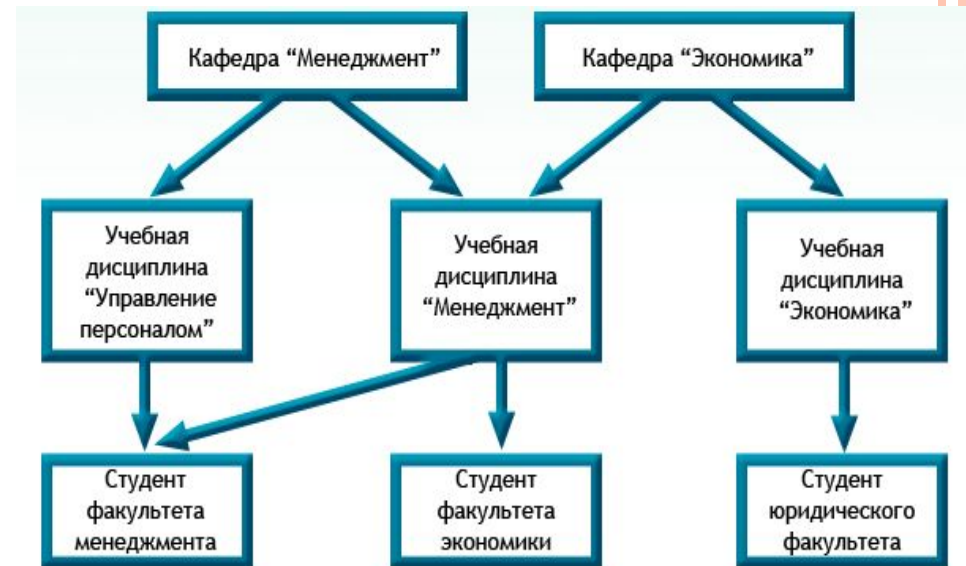 Кафедра “Менеджмент”
Кафедра “Экономика”
Учебная
дисциплина
“Управление
персоналом”
Учебная
дисциплина
“Менеджмент”
Учебная
дисциплина
“Экономика”
Студент
факультета
менеджмента
Студент
факультета
экономики
Студент
юридического
факультета